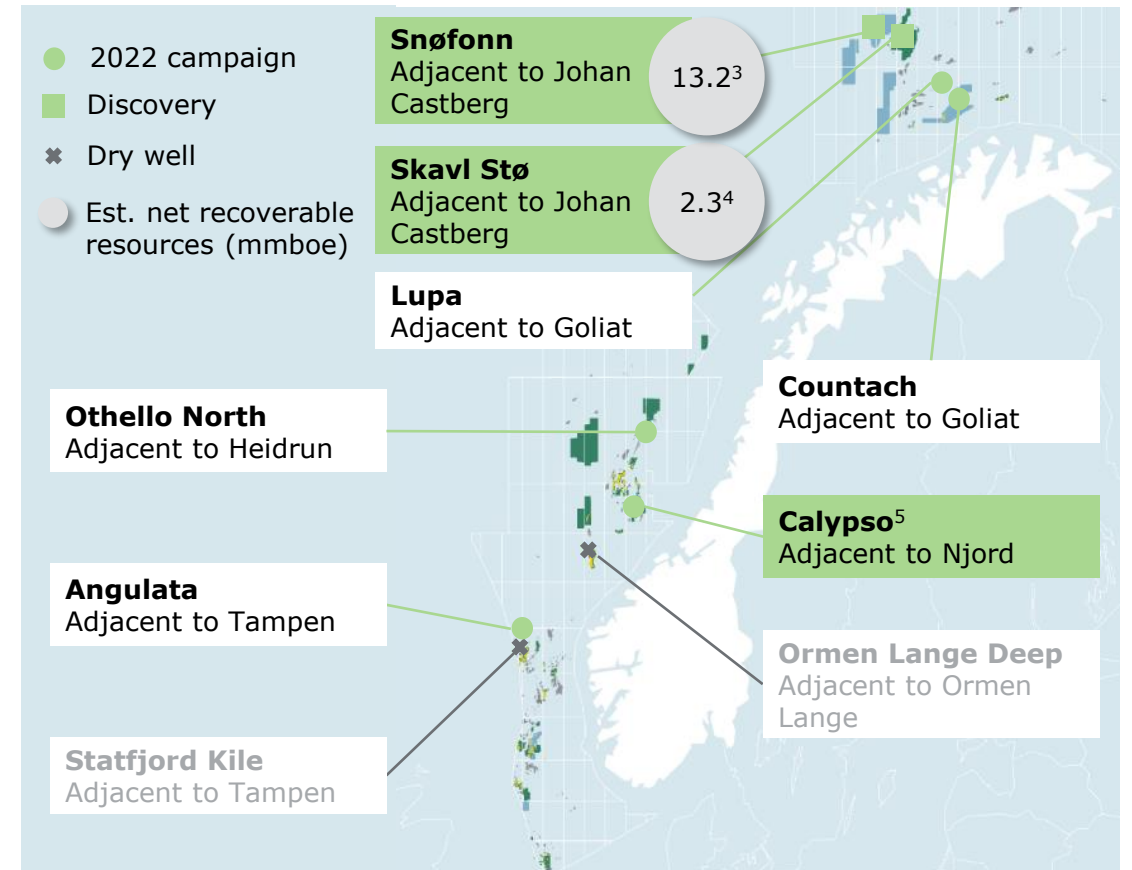 2022 campaign
Discovery
Dry well
Est. net recoverable
resources (mmboe)
Snøfonn
Adjacent to Johan
Castberg
13.2³
Skavl Stø
Adjacent to Johan
Castberg
2.3⁴
Lupa
Adjacent to Goliat
Countach
Adjacent to Goliat
Othello North
Adjacent to Heidrun
Calypso⁵
Adjacent to Njord
Angulata
Adjacent to Tampen
Ormen Lange Deep
Adjacent to Ormen
Lange
Statfjord Kile
Adjacent to Tampen